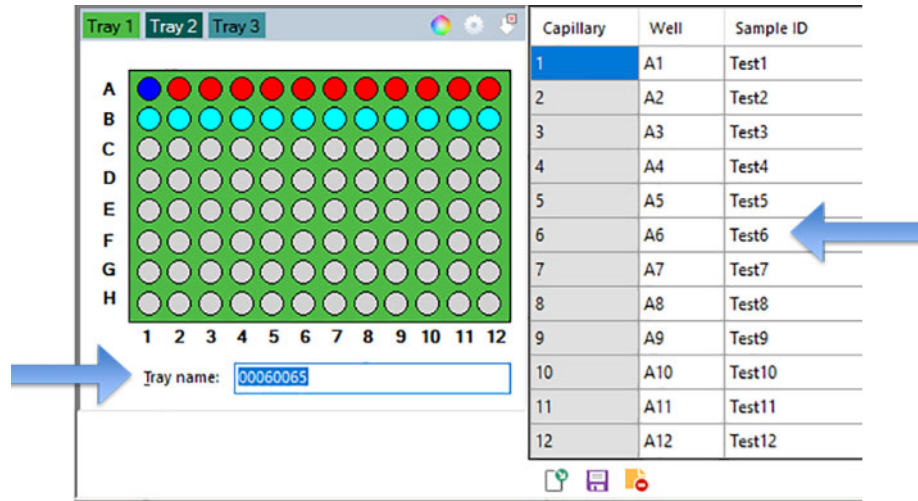 Tray 1 Tray 2 Tray 3
A
B
C
D
E
F
G
H
1 2 3 4 5 6 7 8 9 10 11 12
Tray name: 00060065
Capillary Well Sample ID
1 A1 Test1
2 A2 Test2
3 A3 Test3
4 A4 Test4
5 A5 Test5
6 A6 Test6
7 A7 Test7
8 A8 Test8
9 A9 Test9
10 A10 Test10
11 A11 Test11
12 A12 Test12